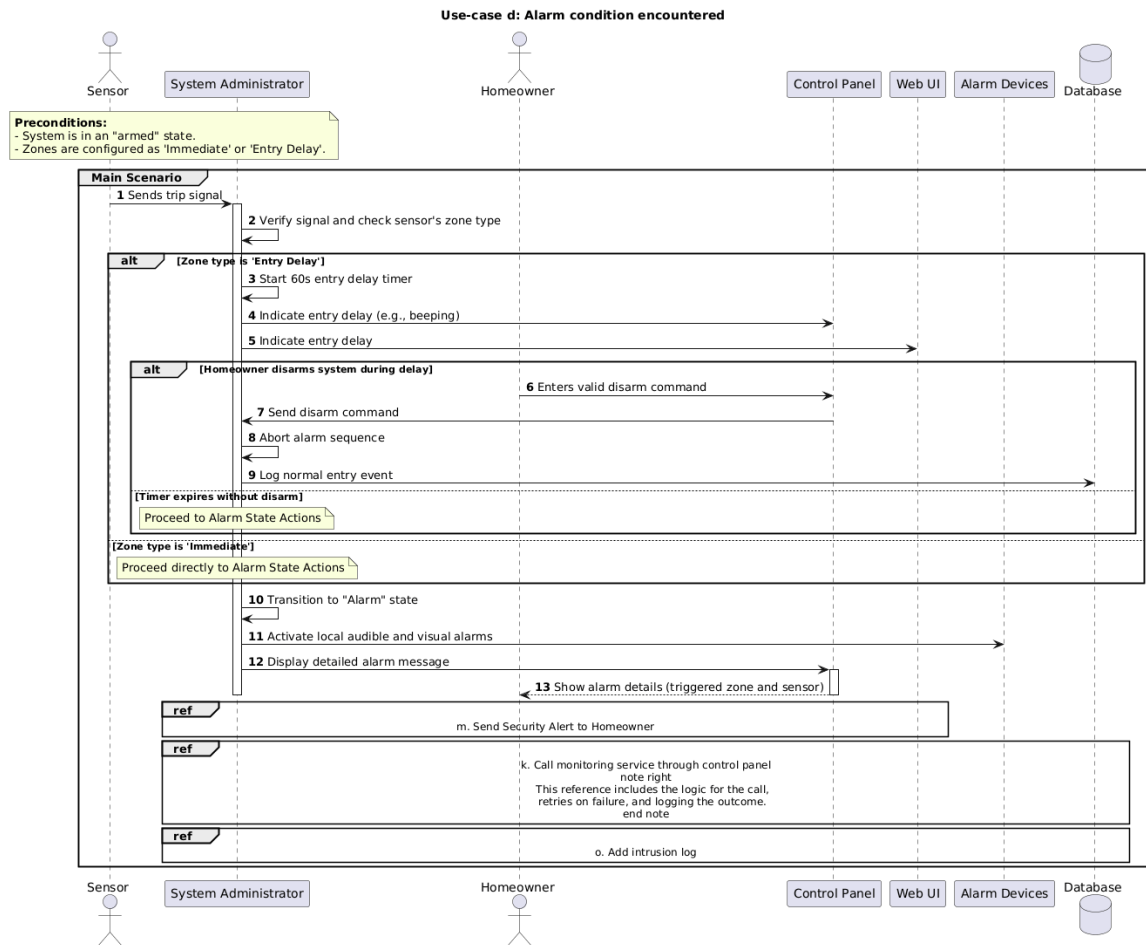 Use-case d: Alarm condition encountered
Sensor
System Administrator
Homeowner
Control Panel
Web UI
Alarm Devices
Database
Preconditions:
- System is in an "armed" state.
- Zones are configured as 'Immediate' or 'Entry Delay'.
Main Scenario
1 Sends trip signal
2 Verify signal and check sensor's zone type
alt [Zone type is 'Entry Delay']
3 Start 60s entry delay timer
4 Indicate entry delay (e.g., beeping)
5 Indicate entry delay
alt [Homeowner disarms system during delay]
6 Enters valid disarm command
7 Send disarm command
8 Abort alarm sequence
9 Log normal entry event
[Timer expires without disarm]
Proceed to Alarm State Actions
[Zone type is 'Immediate']
Proceed directly to Alarm State Actions
10 Transition to "Alarm" state
11 Activate local audible and visual alarms
12 Display detailed alarm message
13 Show alarm details (triggered zone and sensor)
ref
m. Send Security Alert to Homeowner
ref
k. Call monitoring service through control panel
note right
This reference includes the logic for the call,
retries on failure, and logging the outcome.
end note
ref
o. Add intrusion log
Sensor
System Administrator
Homeowner
Control Panel
Web UI
Alarm Devices
Database